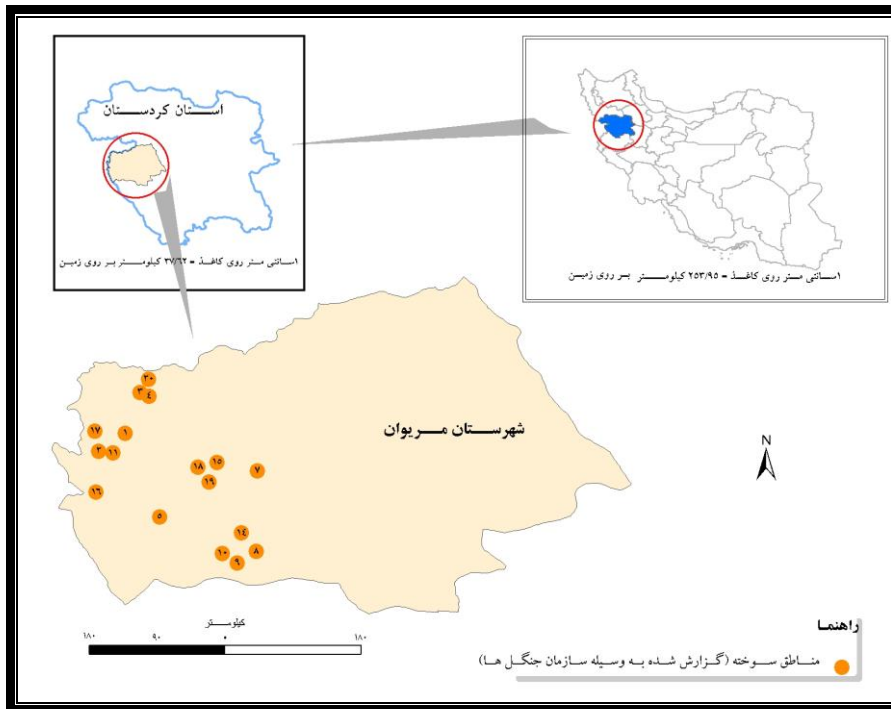 استان کردستان
۱سانتی متر روی کاغذ = ۳۷/۶۲ کیلومتر بر روی زمین
۱سانتی متر روی کاغذ = ۲۵۳/۹۵ کیلومتر بر روی زمین
شهرستان مریوان
۲۰
۳
۴
۱۷
۱
۲
۱۱
۱۸
۱۵
۷
۱۹
۱۶
۵
۱۴
۱۰
۸
۹
N
کیلومتر
۱۸۰
۹۰
۰
۱۸۰
راهنما
مناطق سوخته (گزارش شده به وسیله سازمان جنگل ها)